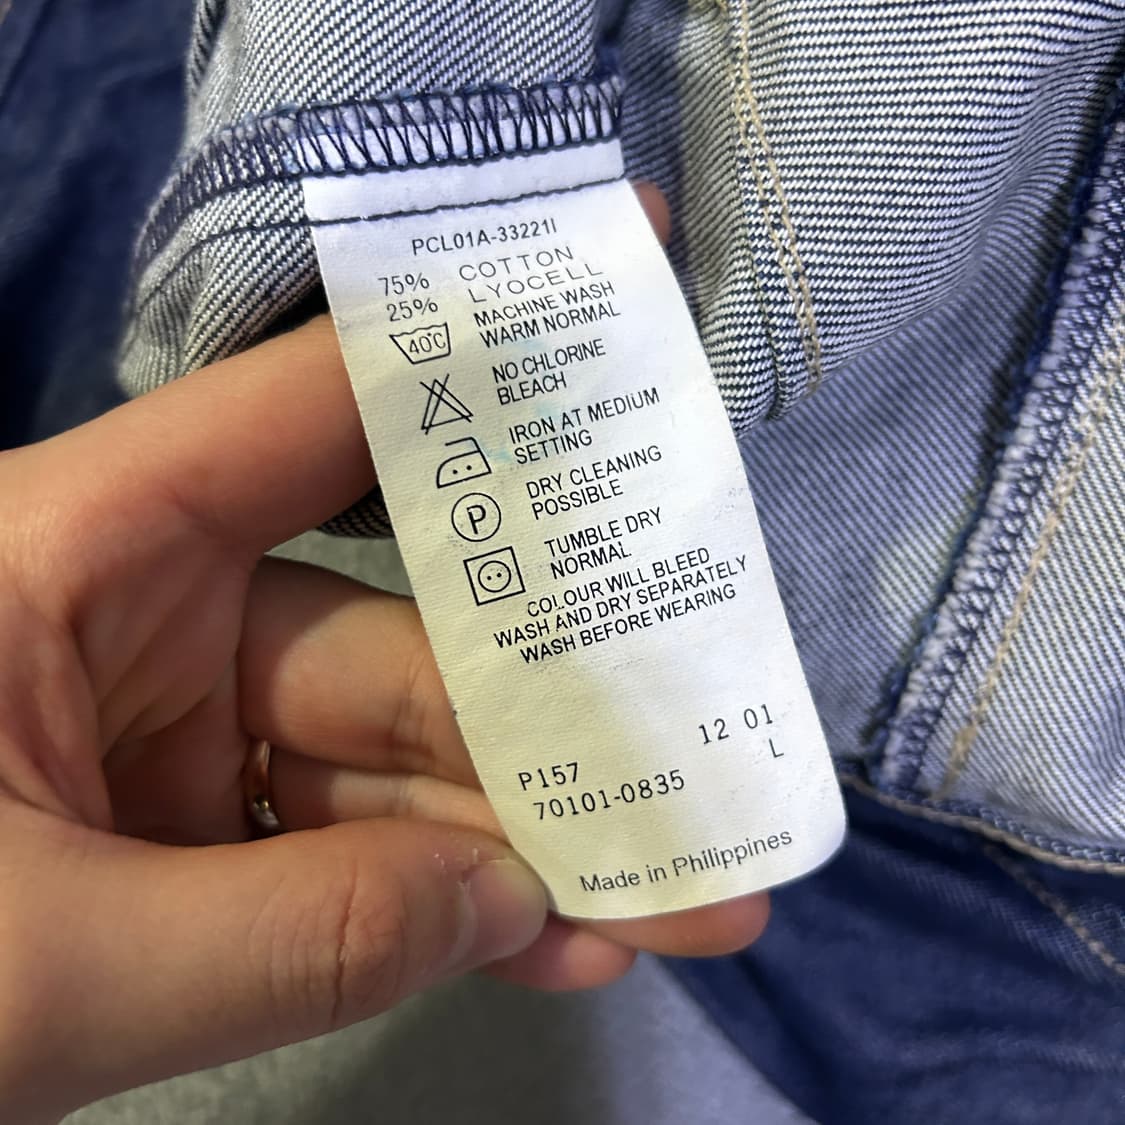 PCL01A-33221I
75% COTTON
25% LYOCELL
40°C MACHINE WASH
WARM NORMAL
NO CHLORINE
BLEACH
IRON AT MEDIUM
SETTING
P DRY CLEANING
POSSIBLE
TUMBLE DRY
NORMAL
COLOUR WILL BLEED
WASH AND DRY SEPARATELY
WASH BEFORE WEARING
12 01
L
P157
70101-0835
Made in Philippines